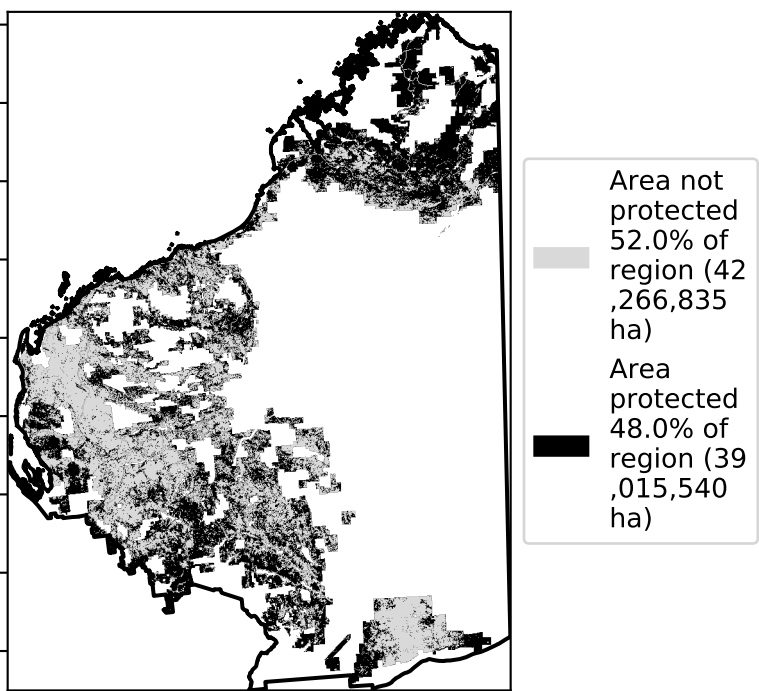 Area not
protected
52.0% of
region (42
,266,835
ha)
Area
protected
48.0% of
region (39
,015,540
ha)